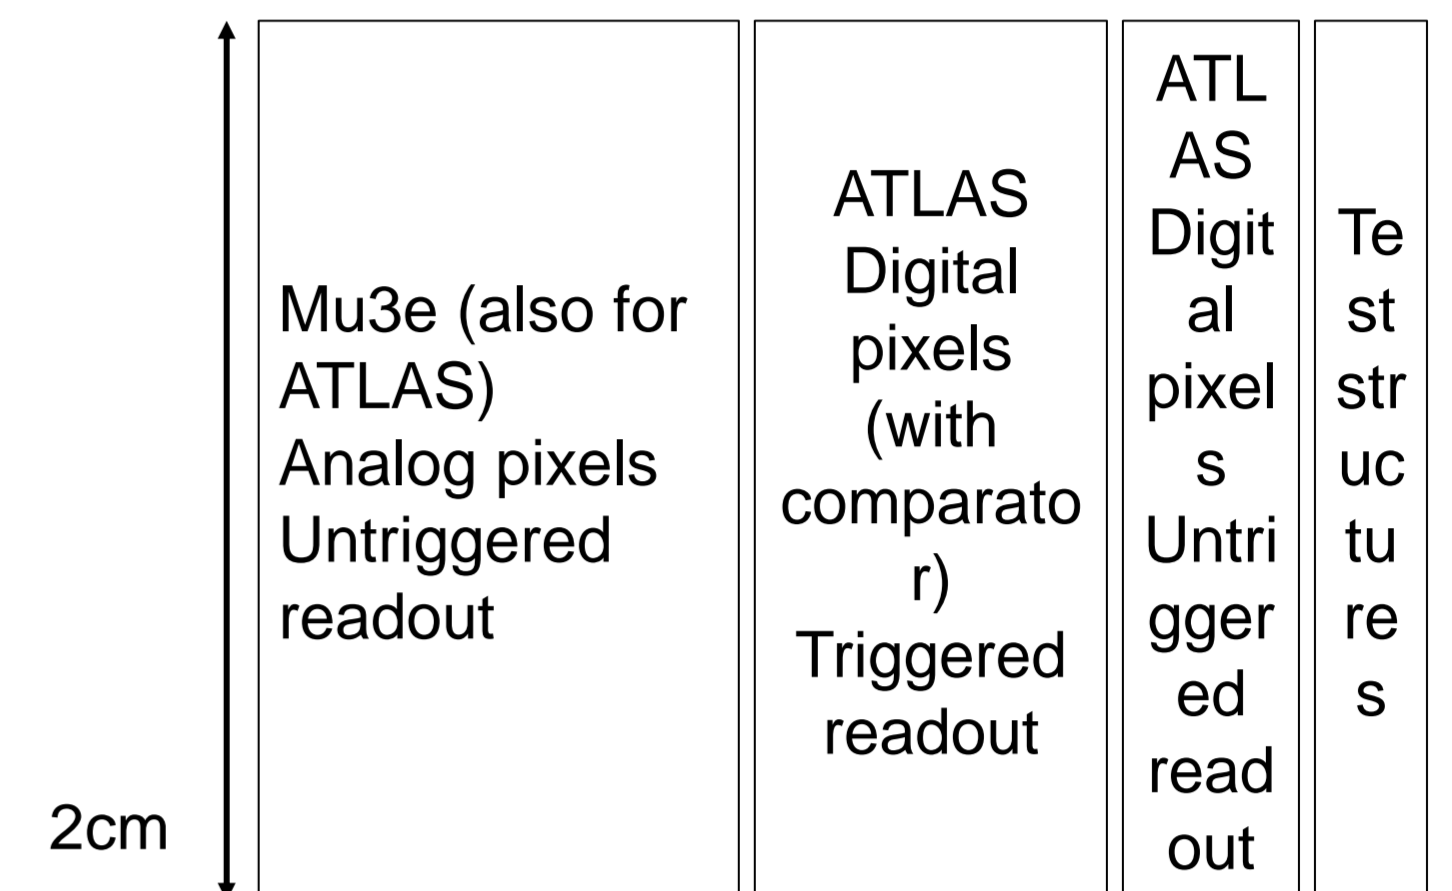 Mu3e (also for
ATLAS)
Analog pixels
Untriggered
readout
ATLAS
Digital
pixels
(with
comparato
r)
Triggered
readout
ATL
AS
Digit
al
pixel
s
Untri
gger
ed
read
out
Te
st
str
uc
tu
re
s
2cm